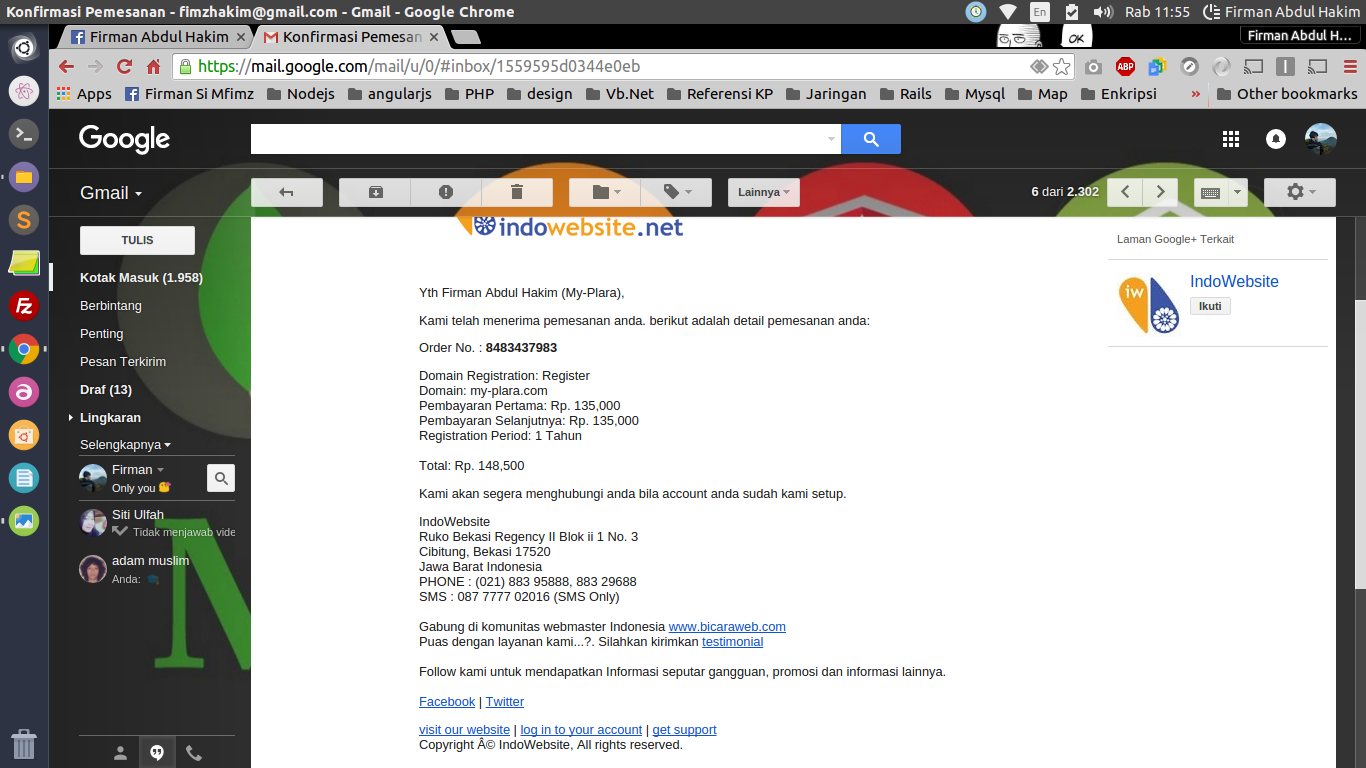 Konfirmasi Pemesanan - fimzhakim@gmail.com - Gmail - Google Chrome
En
Rab 11:55
Firman Abdul Hakim
Firman Abdul Hakim
Konfirmasi Pemesan
OK
Firman Abdul H...
https://mail.google.com/mail/u/0/#inbox/1559595d0344e0eb
ABP
Apps
Firman Si Mfimz
Nodejs
angularjs
PHP
design
Vb.Net
Referensi KP
Jaringan
Rails
Mysql
Map
Enkripsi
»
Other bookmarks
Google
Gmail
Lainnya
6 dari 2.302
TULIS
Kotak Masuk (1.958)
Berbintang
Penting
Pesan Terkirim
Draf (13)
Lingkaran
Selengkapnya
Firman
Only you
Siti Ulfah
Tidak menjawab vide
adam muslim
Anda:
indowebsite.net
Yth Firman Abdul Hakim (My-Plara),
Kami telah menerima pemesanan anda. berikut adalah detail pemesanan anda:
Order No. : 8483437983
Domain Registration: Register
Domain: my-plara.com
Pembayaran Pertama: Rp. 135,000
Pembayaran Selanjutnya: Rp. 135,000
Registration Period: 1 Tahun
Total: Rp. 148,500
Kami akan segera menghubungi anda bila account anda sudah kami setup.
IndoWebsite
Ruko Bekasi Regency II Blok ii 1 No. 3
Cibitung, Bekasi 17520
Jawa Barat Indonesia
PHONE : (021) 883 95888, 883 29688
SMS : 087 7777 02016 (SMS Only)
Gabung di komunitas webmaster Indonesia www.bicaraweb.com
Puas dengan layanan kami...?. Silahkan kirimkan testimonial
Follow kami untuk mendapatkan Informasi seputar gangguan, promosi dan informasi lainnya.
Facebook | Twitter
visit our website | log in to your account | get support
Copyright Â© IndoWebsite, All rights reserved.
Laman Google+ Terkait
iw
IndoWebsite
Ikuti